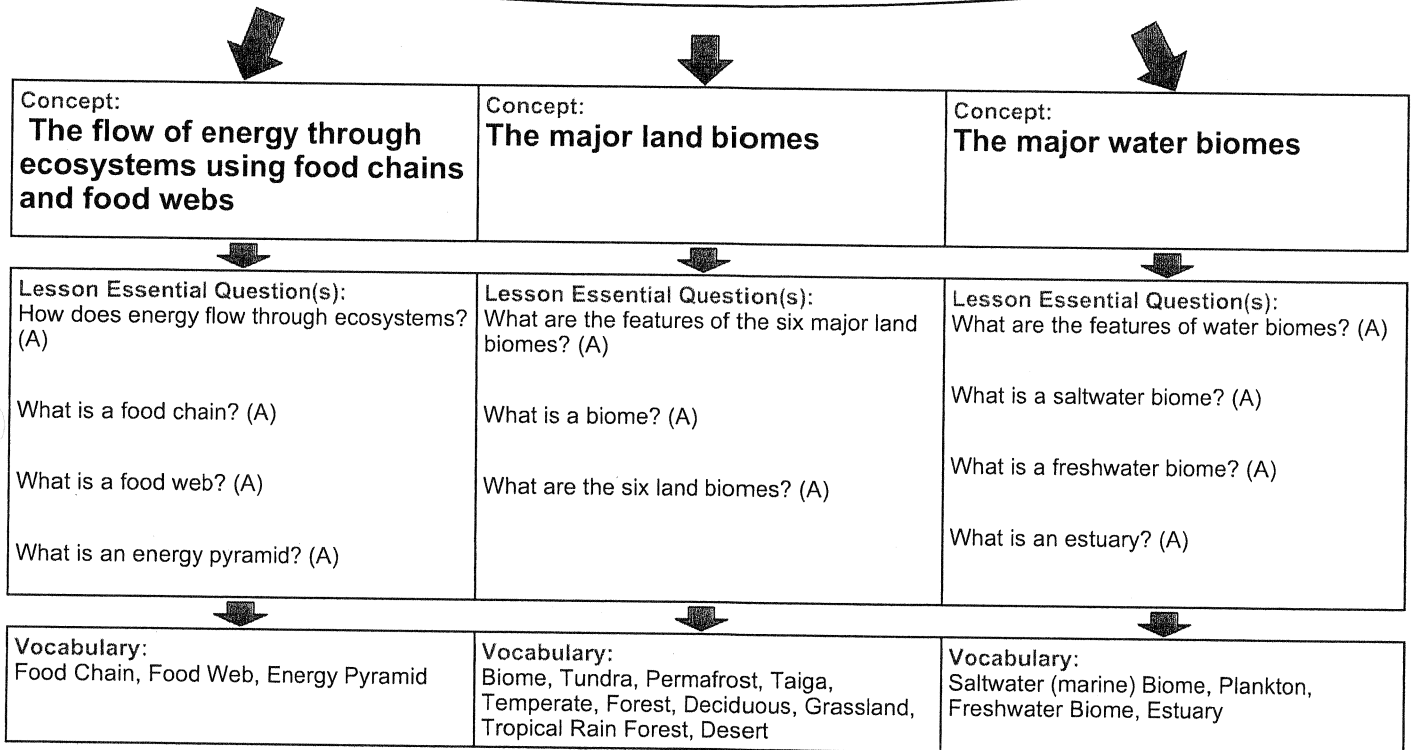 Concept:
The flow of energy through
ecosystems using food chains
and food webs
Concept:
The major land biomes
Concept:
The major water biomes
Lesson Essential Question(s):
How does energy flow through ecosystems?
(A)
What is a food chain? (A)
What is a food web? (A)
What is an energy pyramid? (A)
Lesson Essential Question(s):
What are the features of the six major land
biomes? (A)
What is a biome? (A)
What are the six land biomes? (A)
Lesson Essential Question(s):
What are the features of water biomes? (A)
What is a saltwater biome? (A)
What is a freshwater biome? (A)
What is an estuary? (A)
Vocabulary:
Food Chain, Food Web, Energy Pyramid
Vocabulary:
Biome, Tundra, Permafrost, Taiga,
Temperate, Forest, Deciduous, Grassland,
Tropical Rain Forest, Desert
Vocabulary:
Saltwater (marine) Biome, Plankton,
Freshwater Biome, Estuary